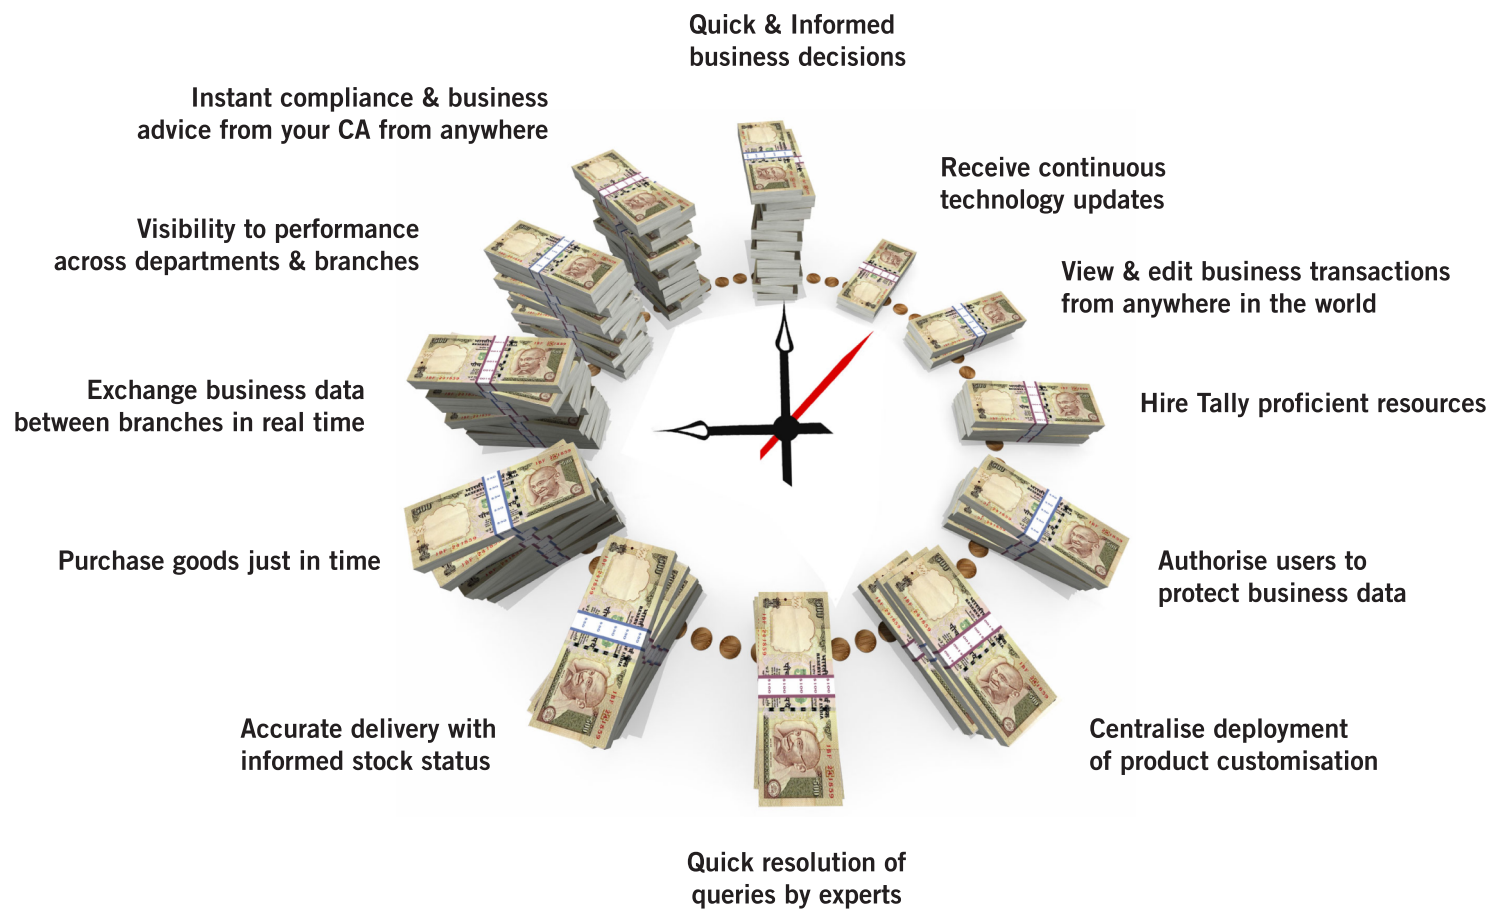 Quick & Informed
business decisions
Instant compliance & business
advice from your CA from anywhere
Receive continuous
technology updates
Visibility to performance
across departments & branches
View & edit business transactions
from anywhere in the world
Exchange business data
between branches in real time
Hire Tally proficient resources
Purchase goods just in time
Authorise users to
protect business data
Accurate delivery with
informed stock status
Centralise deployment
of product customisation
Quick resolution of
queries by experts